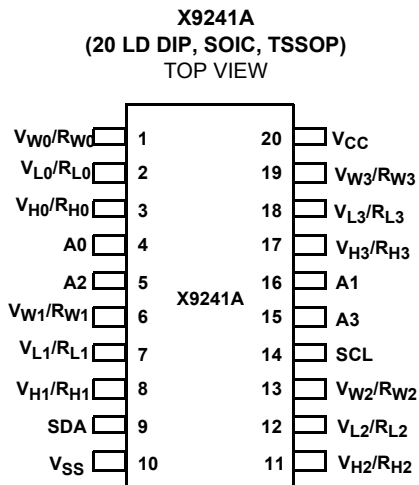 X9241A
(20 LD DIP, SOIC, TSSOP)
TOP VIEW
VW0/RW0 1 20 VCC
VL0/RL0 2 19 VW3/RW3
VH0/RH0 3 18 VL3/RL3
A0 4 17 VH3/RH3
A2 5 16 A1
X9241A
VW1/RW1 6 15 A3
VL1/RL1 7 14 SCL
VH1/RH1 8 13 VW2/RW2
SDA 9 12 VL2/RL2
VSS 10 11 VH2/RH2